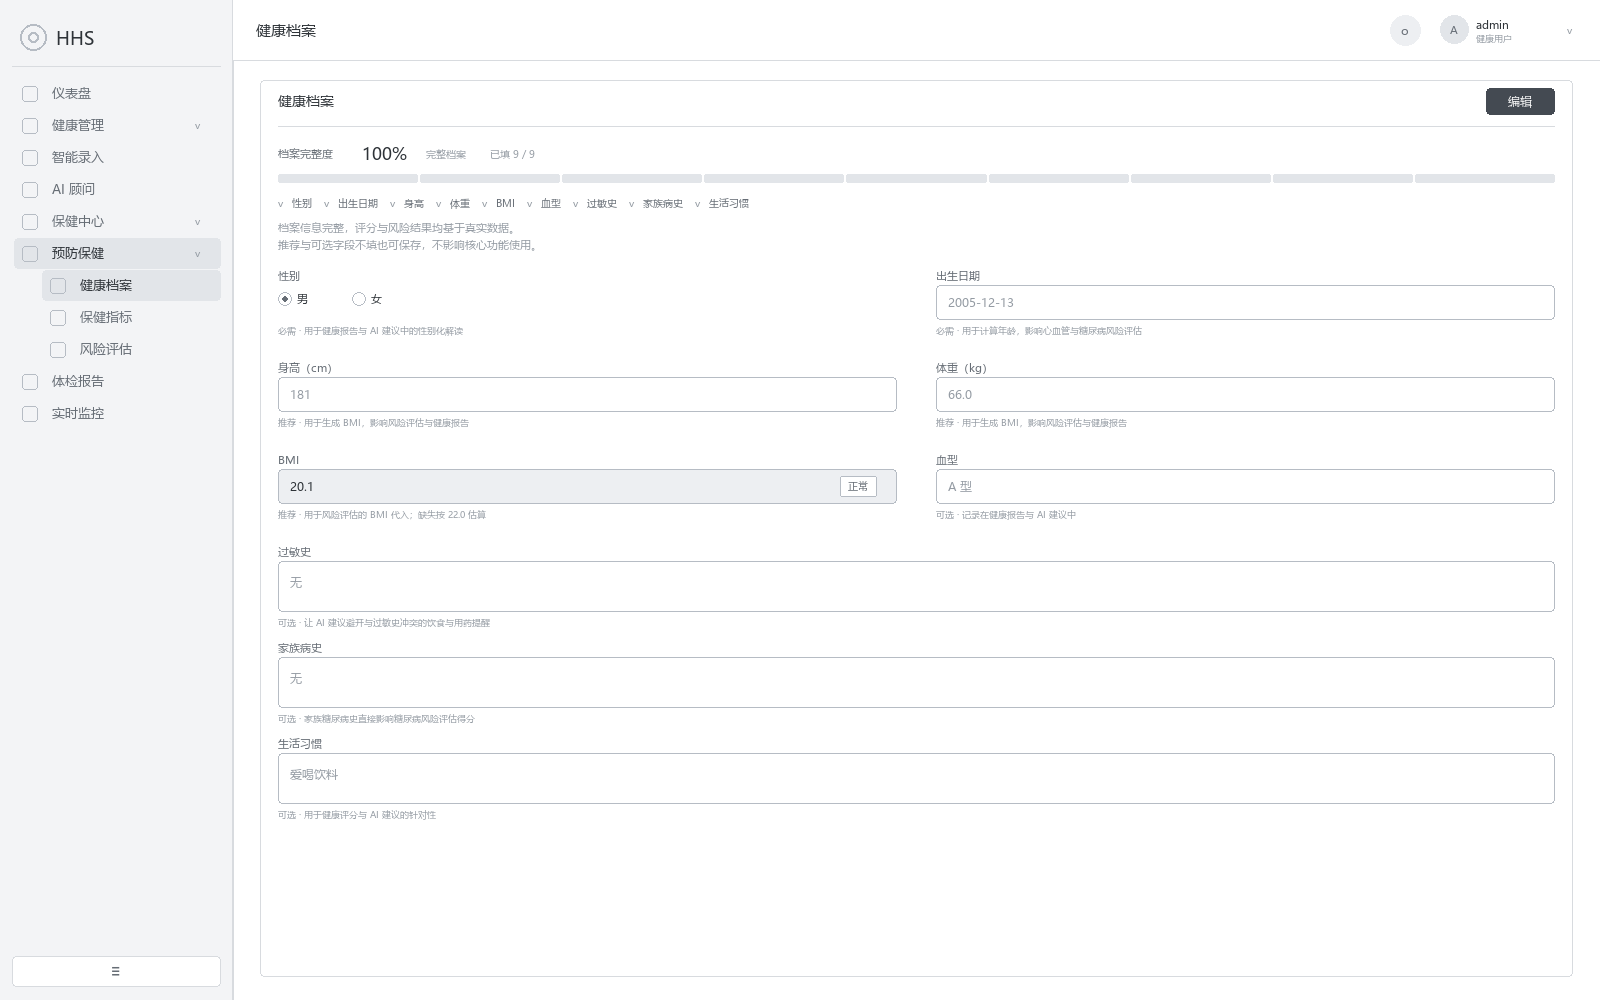 HHS
仪表盘
健康管理 v
智能录入
AI 顾问
保健中心 v
预防保健 v
健康档案
保健指标
风险评估
体检报告
实时监控
≡
健康档案
o
A
admin
健康用户
v
健康档案
编辑
档案完整度 100% 完整档案 已填 9 / 9
v 性别 v 出生日期 v 身高 v 体重 v BMI v 血型 v 过敏史 v 家族病史 v 生活习惯
档案信息完整，评分与风险结果均基于真实数据。
推荐与可选字段不填也可保存，不影响核心功能使用。
性别
男 女
必需 · 用于健康报告与 AI 建议中的性别化解读
出生日期
2005-12-13
必需 · 用于计算年龄，影响心血管与糖尿病风险评估
身高（cm）
181
推荐 · 用于生成 BMI，影响风险评估与健康报告
体重（kg）
66.0
推荐 · 用于生成 BMI，影响风险评估与健康报告
BMI
20.1 正常
推荐 · 用于风险评估的 BMI 代入；缺失按 22.0 估算
血型
A 型
可选 · 记录在健康报告与 AI 建议中
过敏史
无
可选 · 让 AI 建议避开与过敏史冲突的饮食与用药提醒
家族病史
无
可选 · 家族糖尿病史直接影响糖尿病风险评估得分
生活习惯
爱喝饮料
可选 · 用于健康评分与 AI 建议的针对性